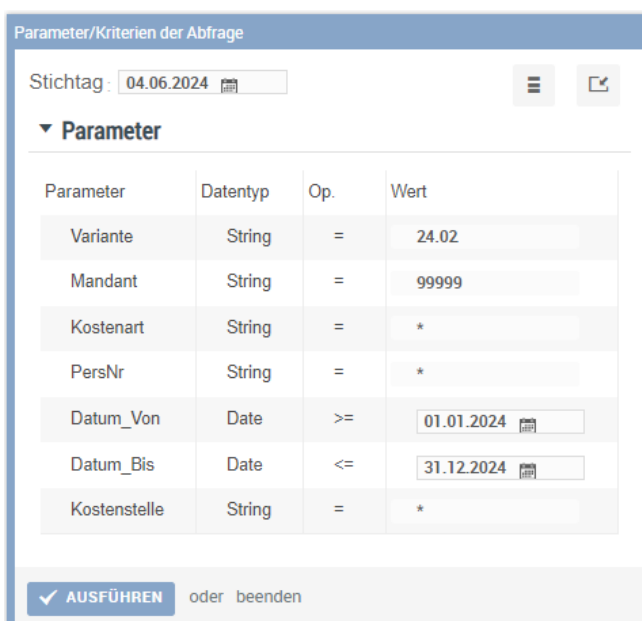 Parameter/Kriterien der Abfrage
Stichtag: 04.06.2024
Parameter
Parameter Datentyp Op. Wert
Variante String = 24.02
Mandant String = 99999
Kostenart String = *
PersNr String = *
Datum_Von Date >= 01.01.2024
Datum_Bis Date <= 31.12.2024
Kostenstelle String = *
AUSFÜHREN oder beenden